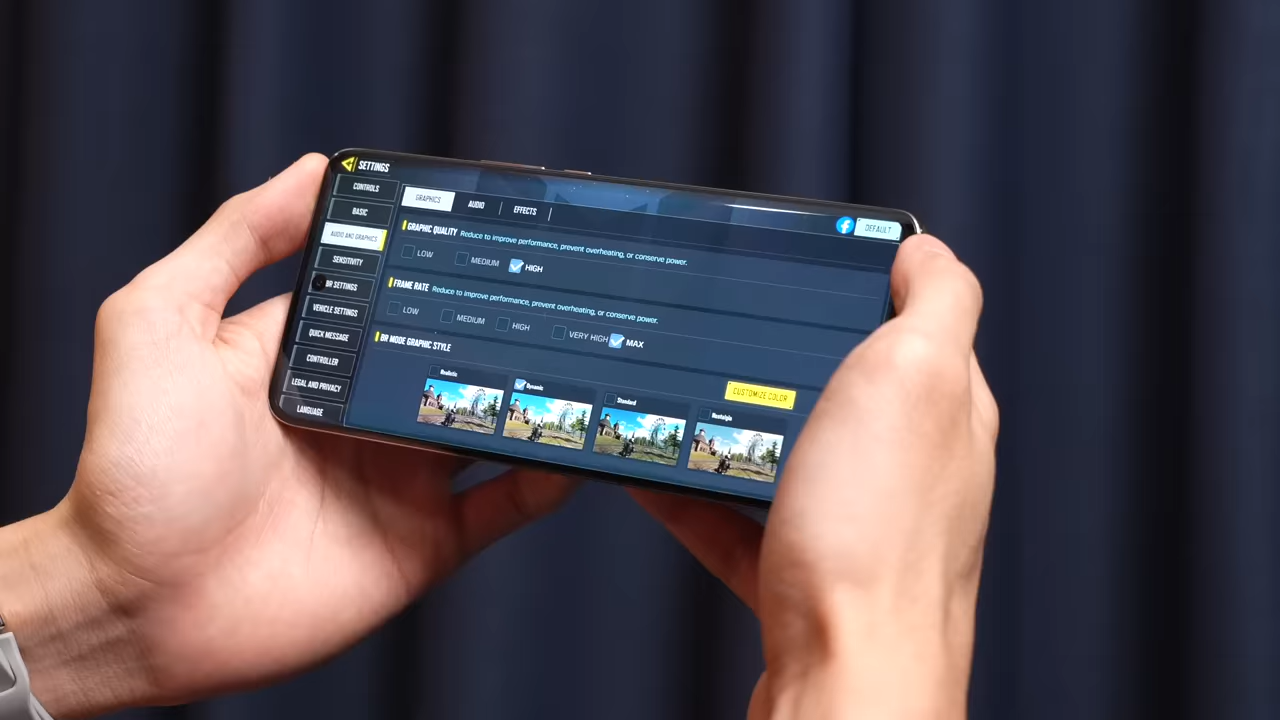 SETTINGS
CONTROLS
BASIC
AUDIO AND GRAPHICS
SENSITIVITY
BR SETTINGS
VEHICLE SETTINGS
QUICK MESSAGE
CONTROLLER
LEGAL AND PRIVACY
LANGUAGE
GRAPHICS
AUDIO
EFFECTS
DEFAULT
GRAPHIC QUALITY Reduce to improve performance, prevent overheating, or conserve power.
LOW MEDIUM HIGH
FRAME RATE Reduce to improve performance, prevent overheating, or conserve power.
LOW MEDIUM HIGH VERY HIGH MAX
BR MODE GRAPHIC STYLE
CUSTOMIZE COLOR
Realistic Dynamic Standard Nostalgia